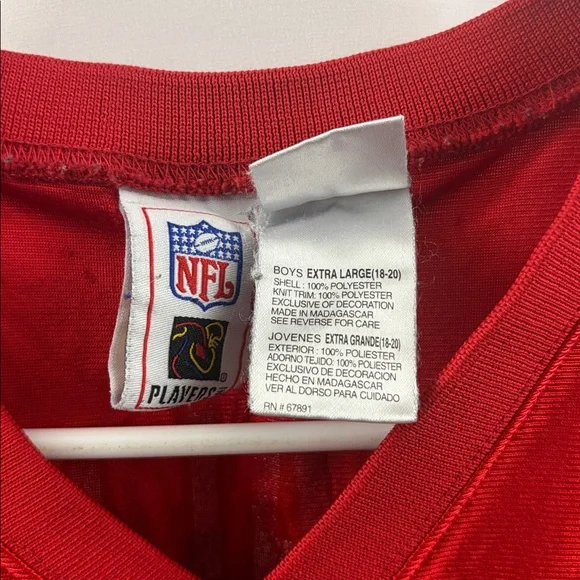 NFL
PLAYERS
BOYS EXTRA LARGE(18-20)
SHELL : 100% POLYESTER
KNIT TRIM: 100% POLYESTER
EXCLUSIVE OF DECORATION
MADE IN MADAGASCAR
SEE REVERSE FOR CARE
JOVENES EXTRA GRANDE(18-20)
EXTERIOR : 100% POLIESTER
ADORNO TEJIDO: 100% POLIESTER
EXCLUSIVO DE DECORACION
HECHO EN MADAGASCAR
VER AL DORSO PARA CUIDADO
RN # 67891